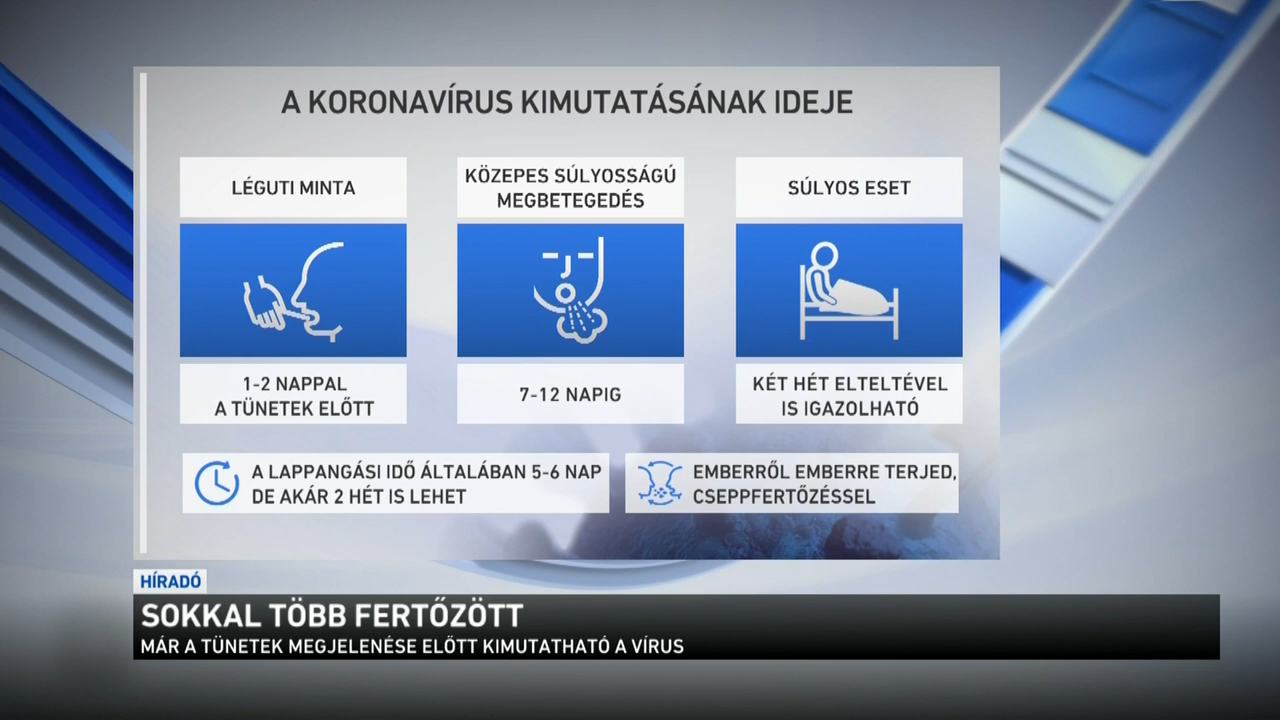 A KORONAVÍRUS KIMUTATÁSÁNAK IDEJE
LÉGUTI MINTA
1-2 NAPPAL
A TÜNETEK ELŐTT
KÖZEPES SÚLYOSSÁGÚ
MEGBETEGEDÉS
7-12 NAPIG
SÚLYOS ESET
KÉT HÉT ELTELTÉVEL
IS IGAZOLHATÓ
A LAPPANGÁSI IDŐ ÁLTALÁBAN 5-6 NAP
DE AKÁR 2 HÉT IS LEHET
EMBERRŐL EMBERRE TERJED,
CSEPPFERTŐZÉSSEL
HÍRADÓ
SOKKAL TÖBB FERTŐZÖTT
MÁR A TÜNETEK MEGJELENÉSE ELŐTT KIMUTATHATÓ A VÍRUS